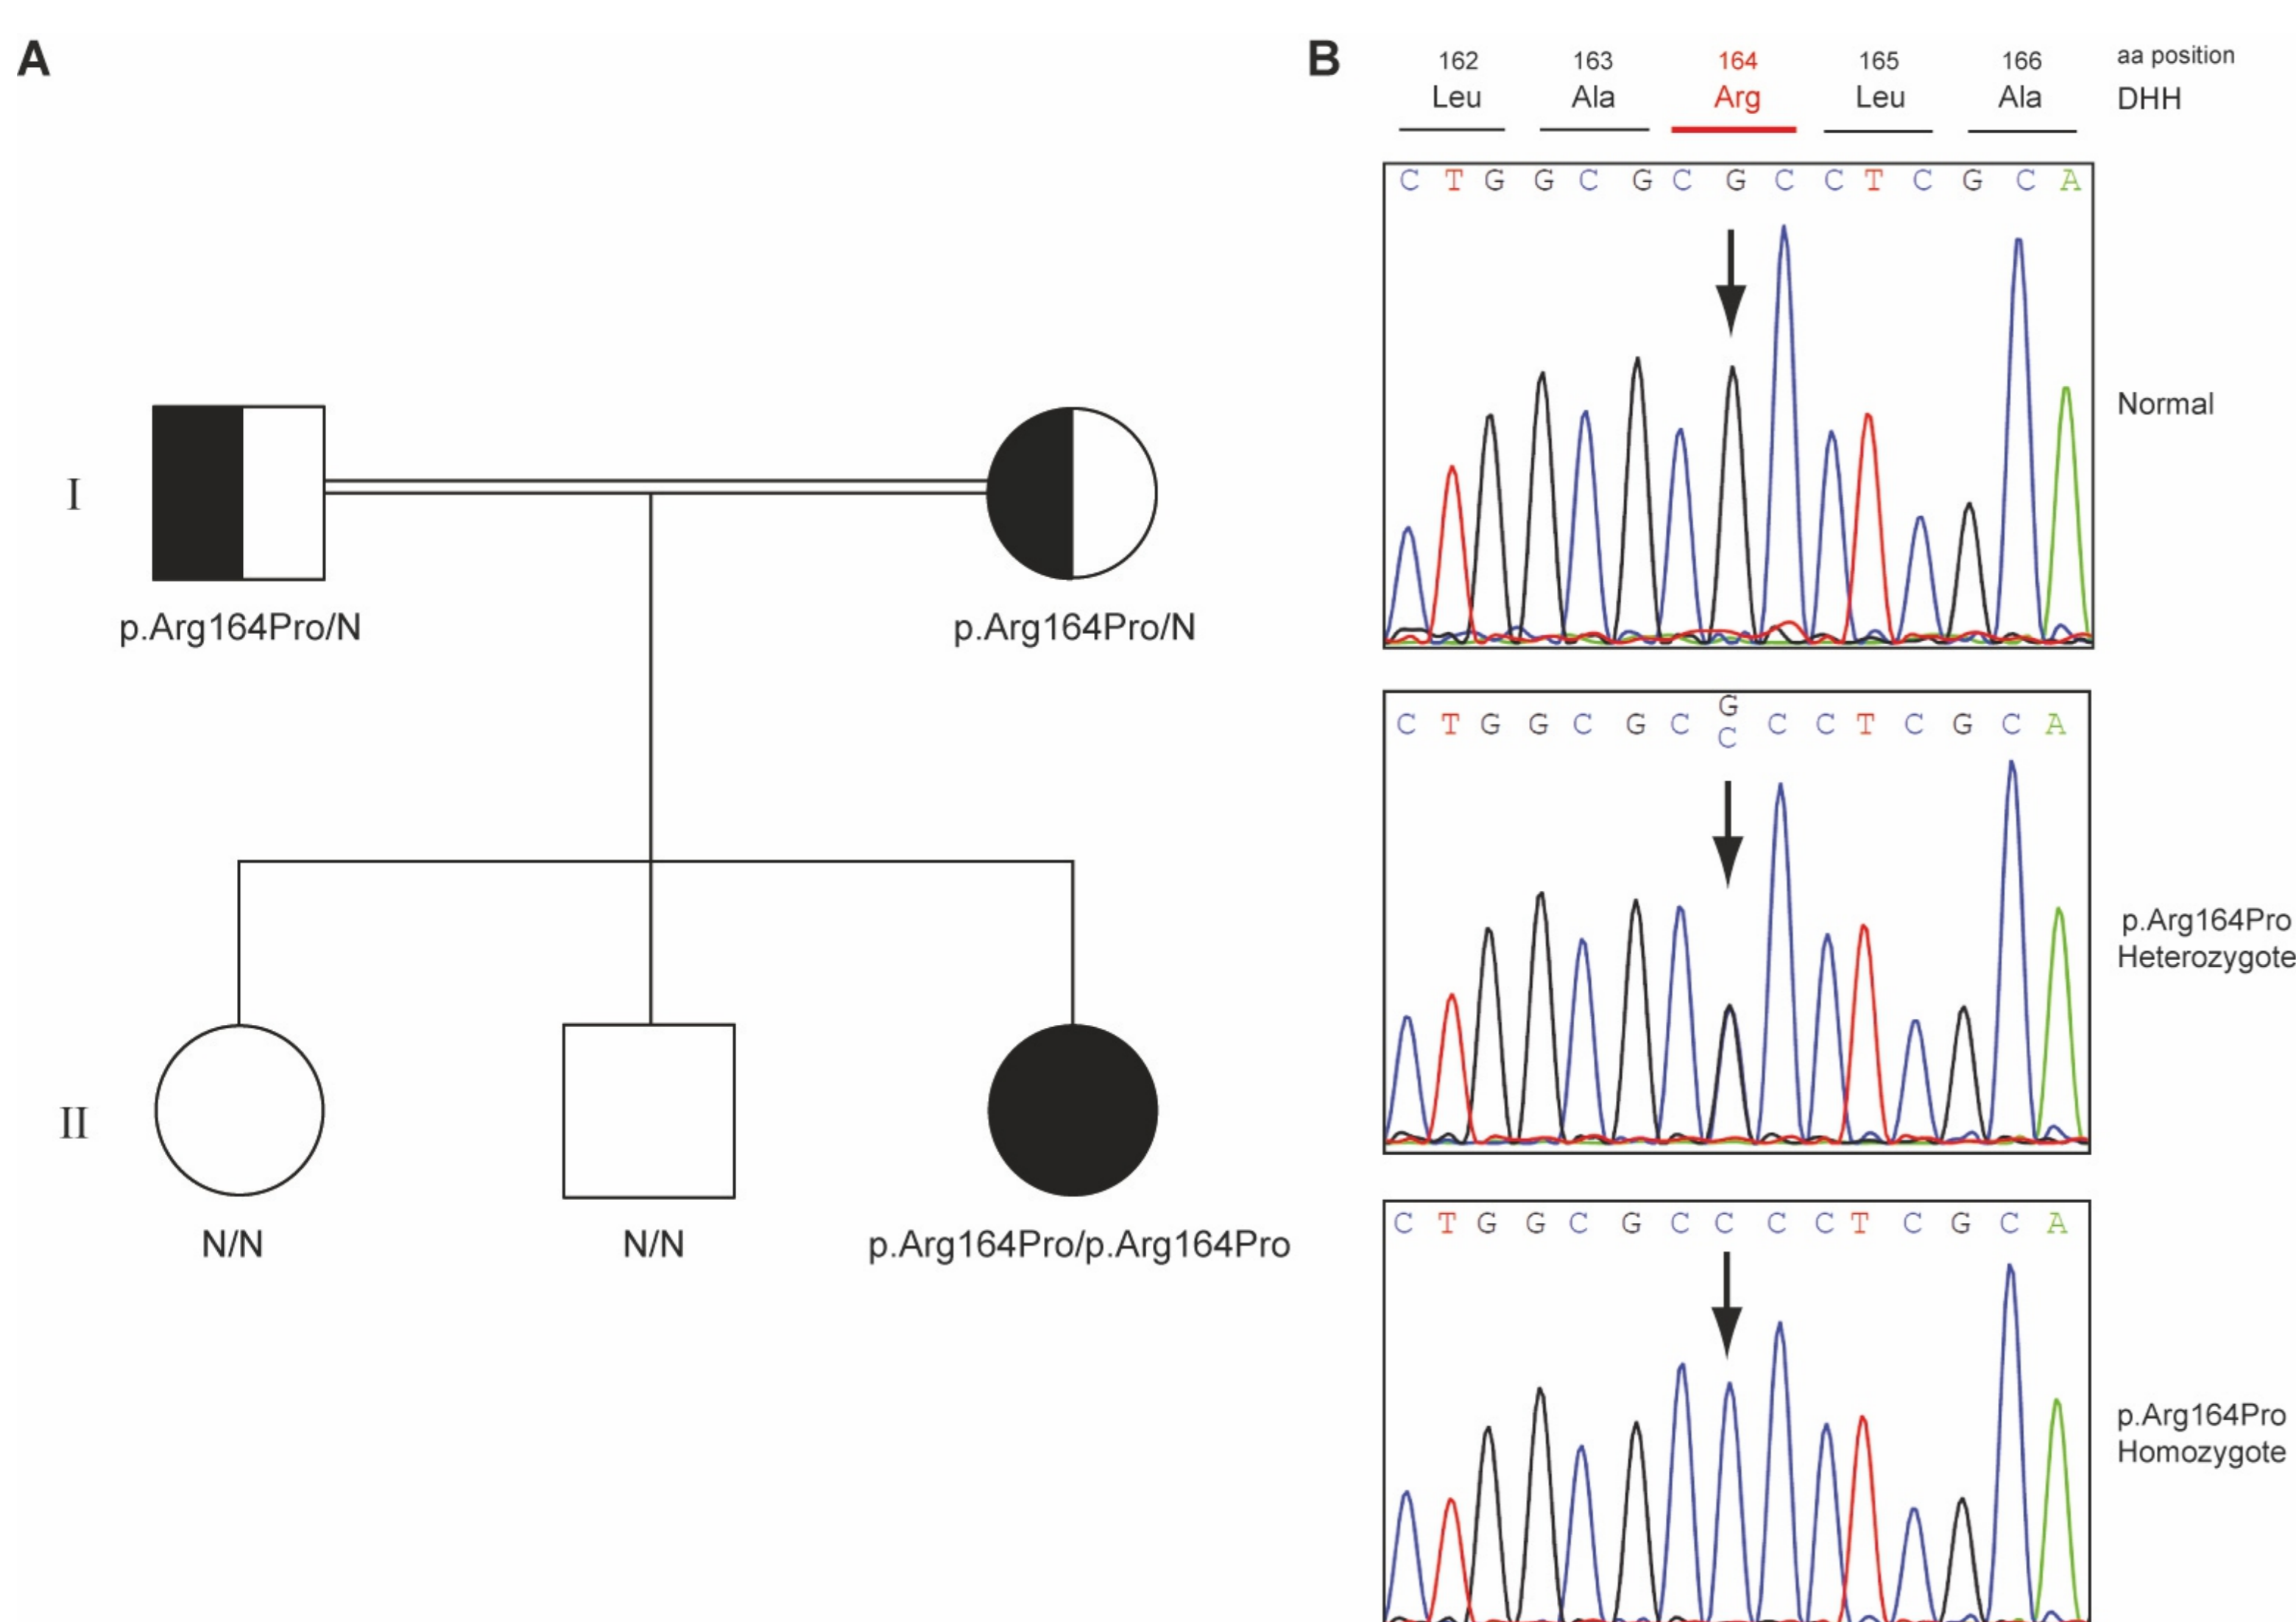 A
I
p.Arg164Pro/N p.Arg164Pro/N
II
N/N N/N p.Arg164Pro/p.Arg164Pro
B
162 163 164 165 166 aa position
Leu Ala Arg Leu Ala DHH
C T G G C G C G C C T C G C A
Normal
G
C T G G C G C C C T C G C A
C
p.Arg164Pro
Heterozygote
C T G G C G C C C C T C G C A
p.Arg164Pro
Homozygote